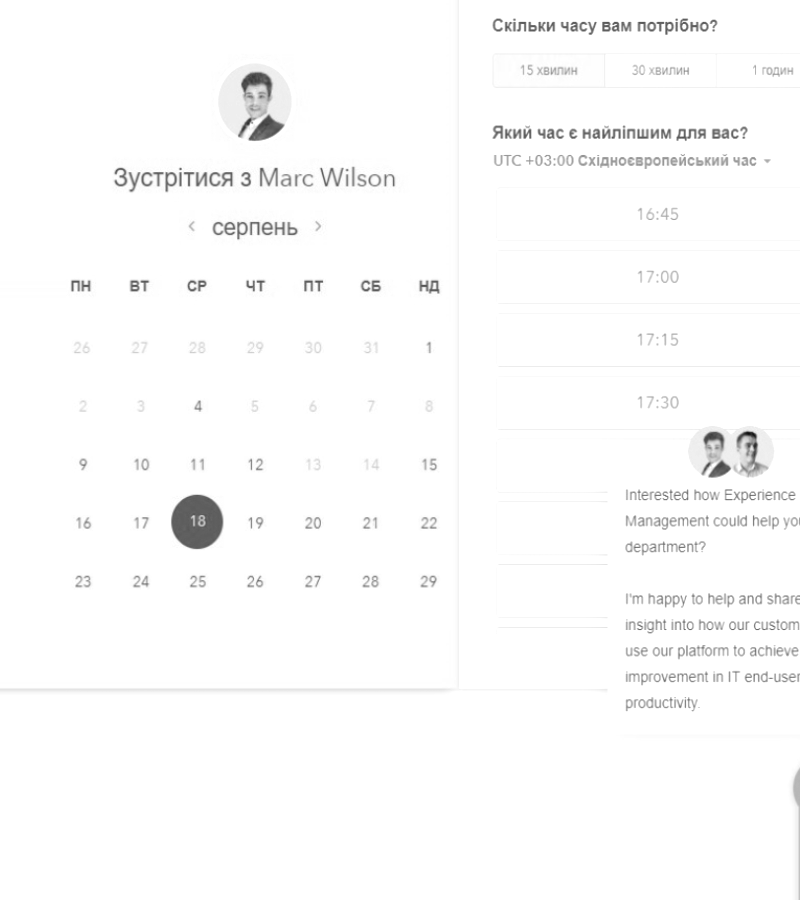 Зустрітися з Marc Wilson
< серпень >
ПН ВТ СР ЧТ ПТ СБ НД
26 27 28 29 30 31 1
2 3 4 5 6 7 8
9 10 11 12 13 14 15
16 17 18 19 20 21 22
23 24 25 26 27 28 29
Скільки часу вам потрібно?
15 хвилин 30 хвилин 1 годин
Який час є найліпшим для вас?
UTC +03:00 Східноєвропейський час
16:45
17:00
17:15
17:30
Interested how Experience
Management could help you
department?
I'm happy to help and share
insight into how our custom
use our platform to achieve
improvement in IT end-user
productivity.